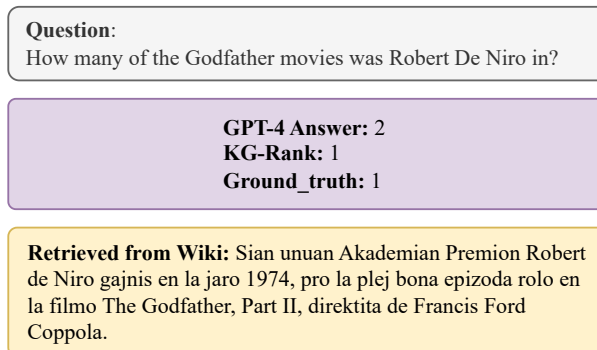 Question:
How many of the Godfather movies was Robert De Niro in?
GPT-4 Answer: 2
KG-Rank: 1
Ground_truth: 1
Retrieved from Wiki: Sian unuan Akademian Premion Robert
de Niro gajnis en la jaro 1974, pro la plej bona epizoda rolo en
la filmo The Godfather, Part II, direktita de Francis Ford
Coppola.